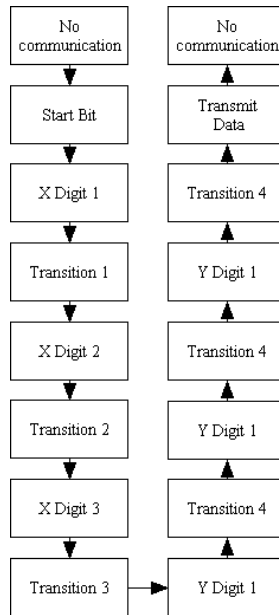 No
communication
Start Bit
X Digit 1
Transition 1
X Digit 2
Transition 2
X Digit 3
Transition 3
Y Digit 1
Transition 4
Y Digit 1
Transition 4
Y Digit 1
Transition 4
Transmit
Data
No
communication